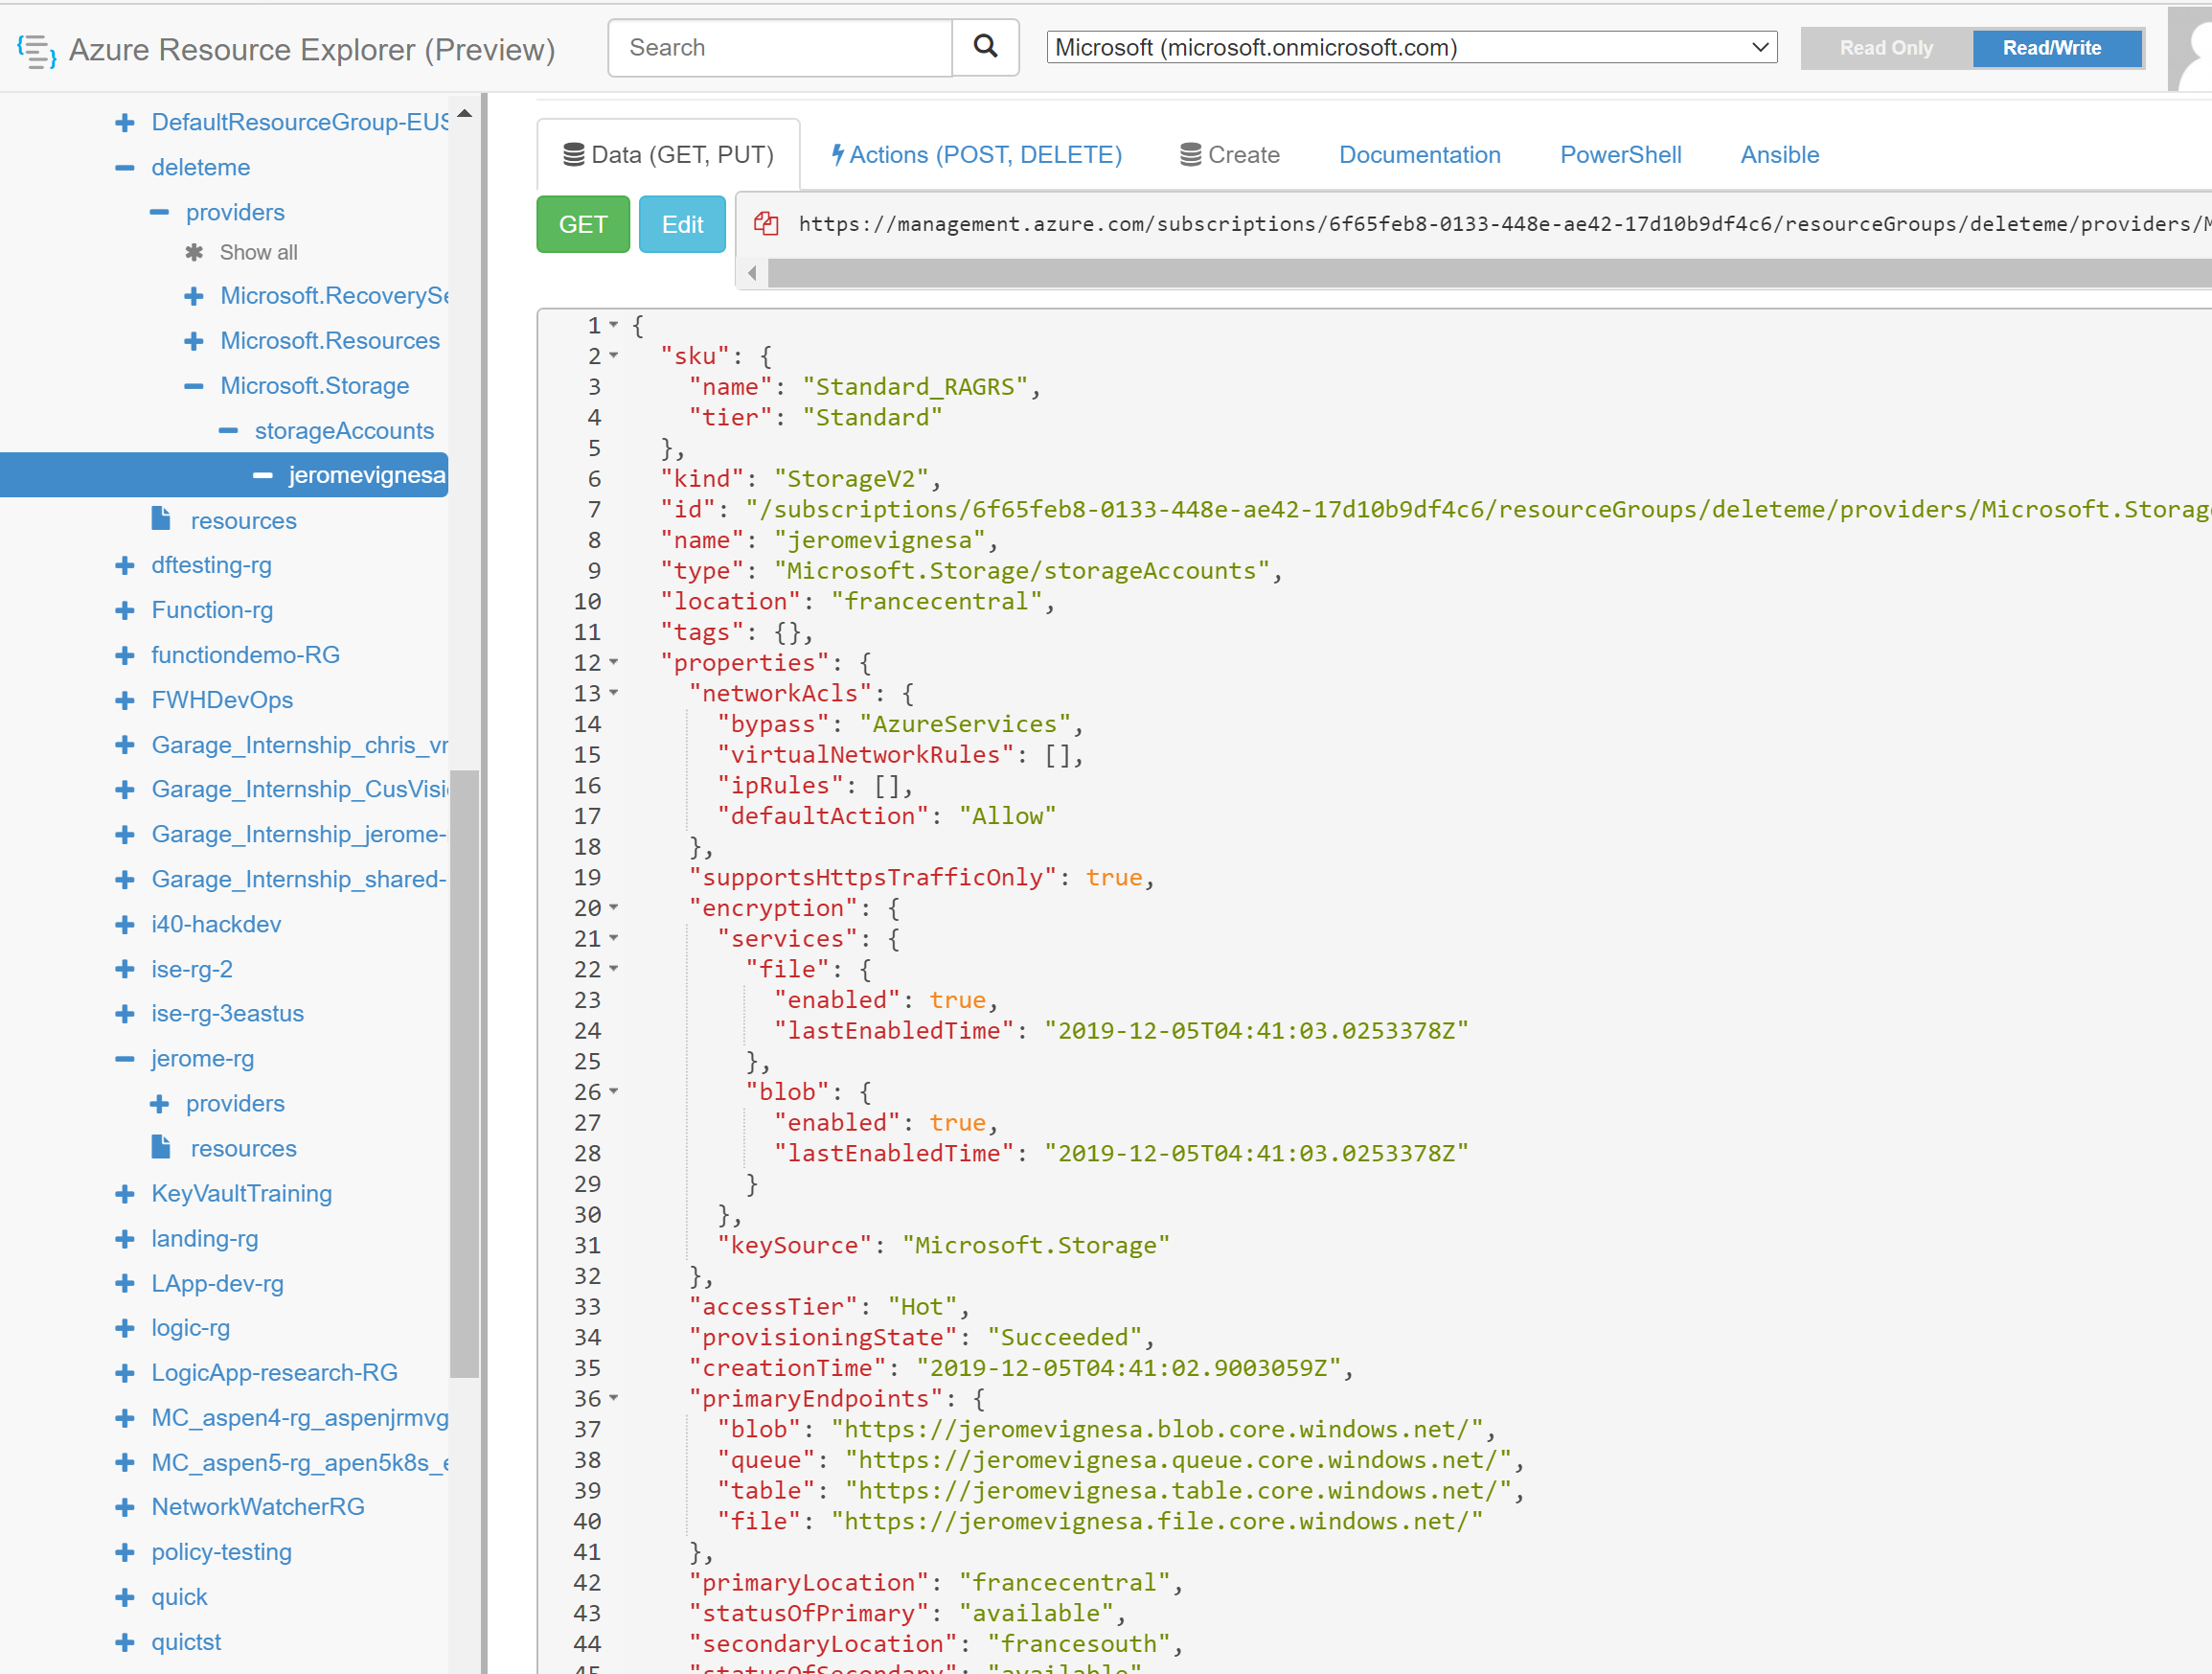 Azure Resource Explorer (Preview)
Search
Microsoft (microsoft.onmicrosoft.com)
Read Only
Read/Write
DefaultResourceGroup-EUS
deleteme
providers
Show all
Microsoft.RecoverySe
Microsoft.Resources
Microsoft.Storage
storageAccounts
jeromevignesa
resources
dftesting-rg
Function-rg
functiondemo-RG
FWHDevOps
Garage_Internship_chris_vr
Garage_Internship_CusVisi
Garage_Internship_jerome-
Garage_Internship_shared-
i40-hackdev
ise-rg-2
ise-rg-3eastus
jerome-rg
providers
resources
KeyVaultTraining
landing-rg
LApp-dev-rg
logic-rg
LogicApp-research-RG
MC_aspen4-rg_aspenjrmvg
MC_aspen5-rg_apen5k8s_e
NetworkWatcherRG
policy-testing
quick
quictst
Data (GET, PUT)
Actions (POST, DELETE)
Create
Documentation
PowerShell
Ansible
GET
Edit
https://management.azure.com/subscriptions/6f65feb8-0133-448e-ae42-17d10b9df4c6/resourceGroups/deleteme/providers/M
1 {
2 "sku": {
3 "name": "Standard_RAGRS",
4 "tier": "Standard"
5 },
6 "kind": "StorageV2",
7 "id": "/subscriptions/6f65feb8-0133-448e-ae42-17d10b9df4c6/resourceGroups/deleteme/providers/Microsoft.Storag
8 "name": "jeromevignesa",
9 "type": "Microsoft.Storage/storageAccounts",
10 "location": "francecentral",
11 "tags": {},
12 "properties": {
13 "networkAcls": {
14 "bypass": "AzureServices",
15 "virtualNetworkRules": [],
16 "ipRules": [],
17 "defaultAction": "Allow"
18 },
19 "supportsHttpsTrafficOnly": true,
20 "encryption": {
21 "services": {
22 "file": {
23 "enabled": true,
24 "lastEnabledTime": "2019-12-05T04:41:03.0253378Z"
25 },
26 "blob": {
27 "enabled": true,
28 "lastEnabledTime": "2019-12-05T04:41:03.0253378Z"
29 }
30 },
31 "keySource": "Microsoft.Storage"
32 },
33 "accessTier": "Hot",
34 "provisioningState": "Succeeded",
35 "creationTime": "2019-12-05T04:41:02.9003059Z",
36 "primaryEndpoints": {
37 "blob": "https://jeromevignesa.blob.core.windows.net/",
38 "queue": "https://jeromevignesa.queue.core.windows.net/",
39 "table": "https://jeromevignesa.table.core.windows.net/",
40 "file": "https://jeromevignesa.file.core.windows.net/"
41 },
42 "primaryLocation": "francecentral",
43 "statusOfPrimary": "available",
44 "secondaryLocation": "francesouth",
45 "statusOfSecondary": "available"